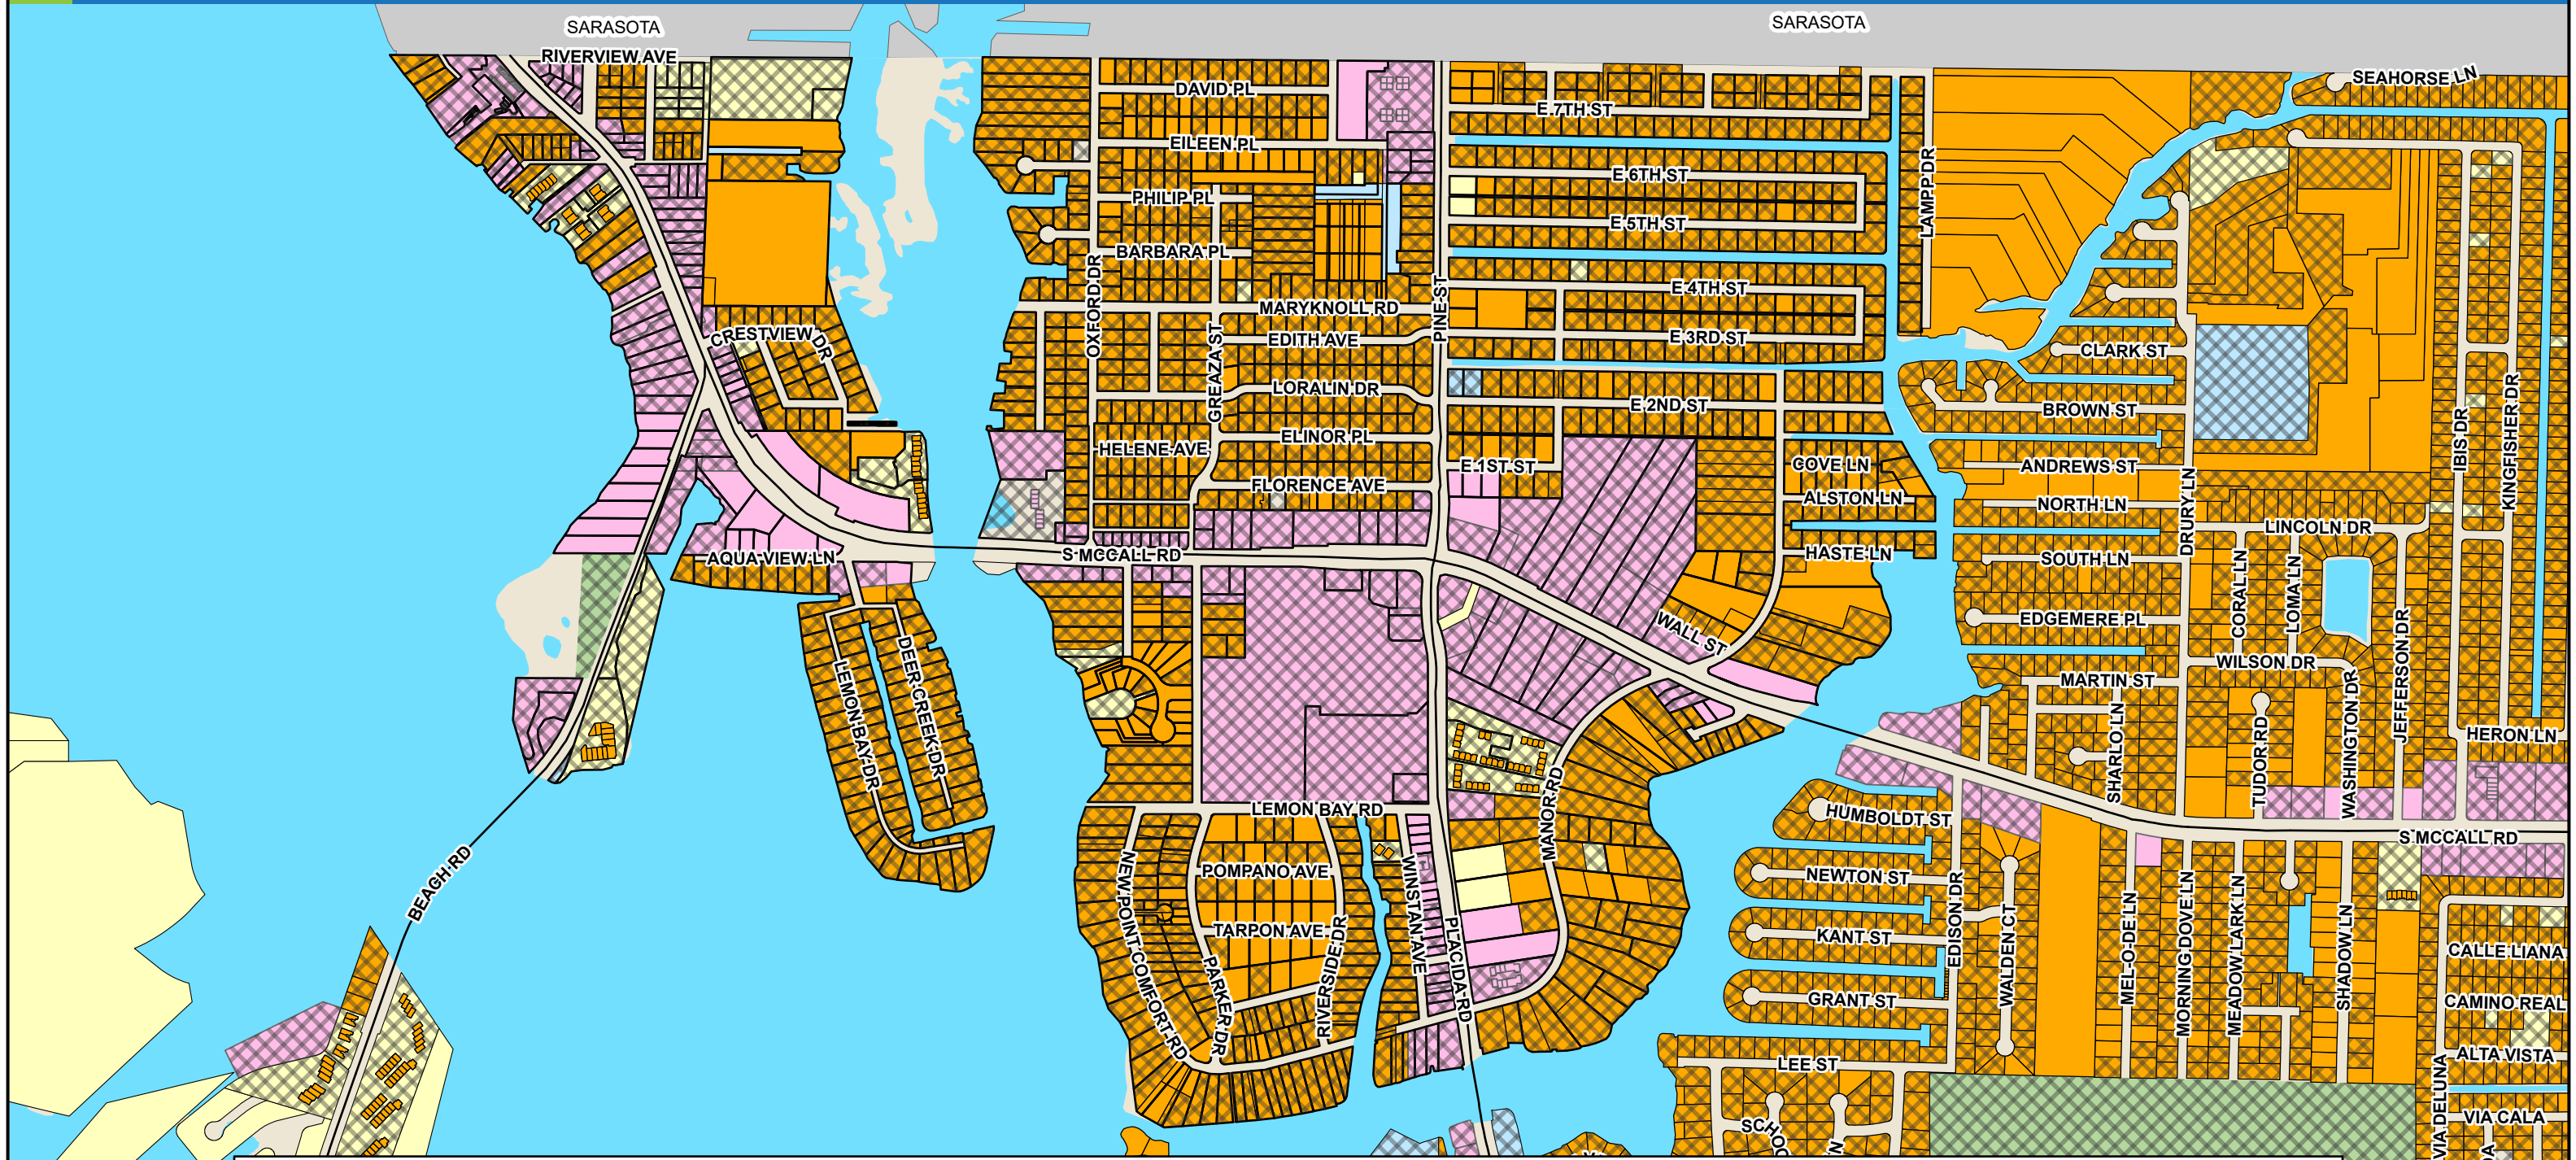 SARASOTA
SARASOTA
RIVERVIEW AVE
SEAHORSE LN
DAVID PL
E 7TH ST
EILEEN PL
E 6TH ST
LAMPP DR
PHILIP PL
E 5TH ST
BARBARA PL
OXFORD DR
E 4TH ST
MARYKNOLL RD
PINE ST
CRESTVIEW DR
EDITH AVE
E 3RD ST
CLARK ST
GREAZA ST
LORALIN DR
E 2ND ST
BROWN ST
IBIS DR
KINGFISHER DR
ELINOR PL
HELENE AVE
E 1ST ST
COVE LN
ANDREWS ST
FLORENCE AVE
ALSTON LN
NORTH LN
DRURY LN
LINCOLN DR
S MCCALL RD
AQUA VIEW LN
HASTE LN
SOUTH LN
CORAL LN
LOMA LN
EDGEMERE PL
WALL ST
JEFFERSON DR
WILSON DR
MARTIN ST
DEER CREEK DR
LEMON BAY DR
WASHINGTON DR
SHARLO LN
TUDOR RD
HERON LN
LEMON BAY RD
MANOR RD
HUMBOLDT ST
S MCCALL RD
BEACH RD
POMPANO AVE
NEWTON ST
NEW POINT COMFORT RD
WINSTAN AVE
PLACIDA RD
EDISON DR
TARPON AVE
KANT ST
WALDEN CT
MEL-O-DE LN
MORNINGDOVE LN
MEADOW LARK LN
SHADOW LN
CALLE LIANA
PARKER DR
RIVERSIDE DR
GRANT ST
CAMINO REAL
LEE ST
ALTA VISTA
VIA DELUNA
VIA CALA
SCHOO